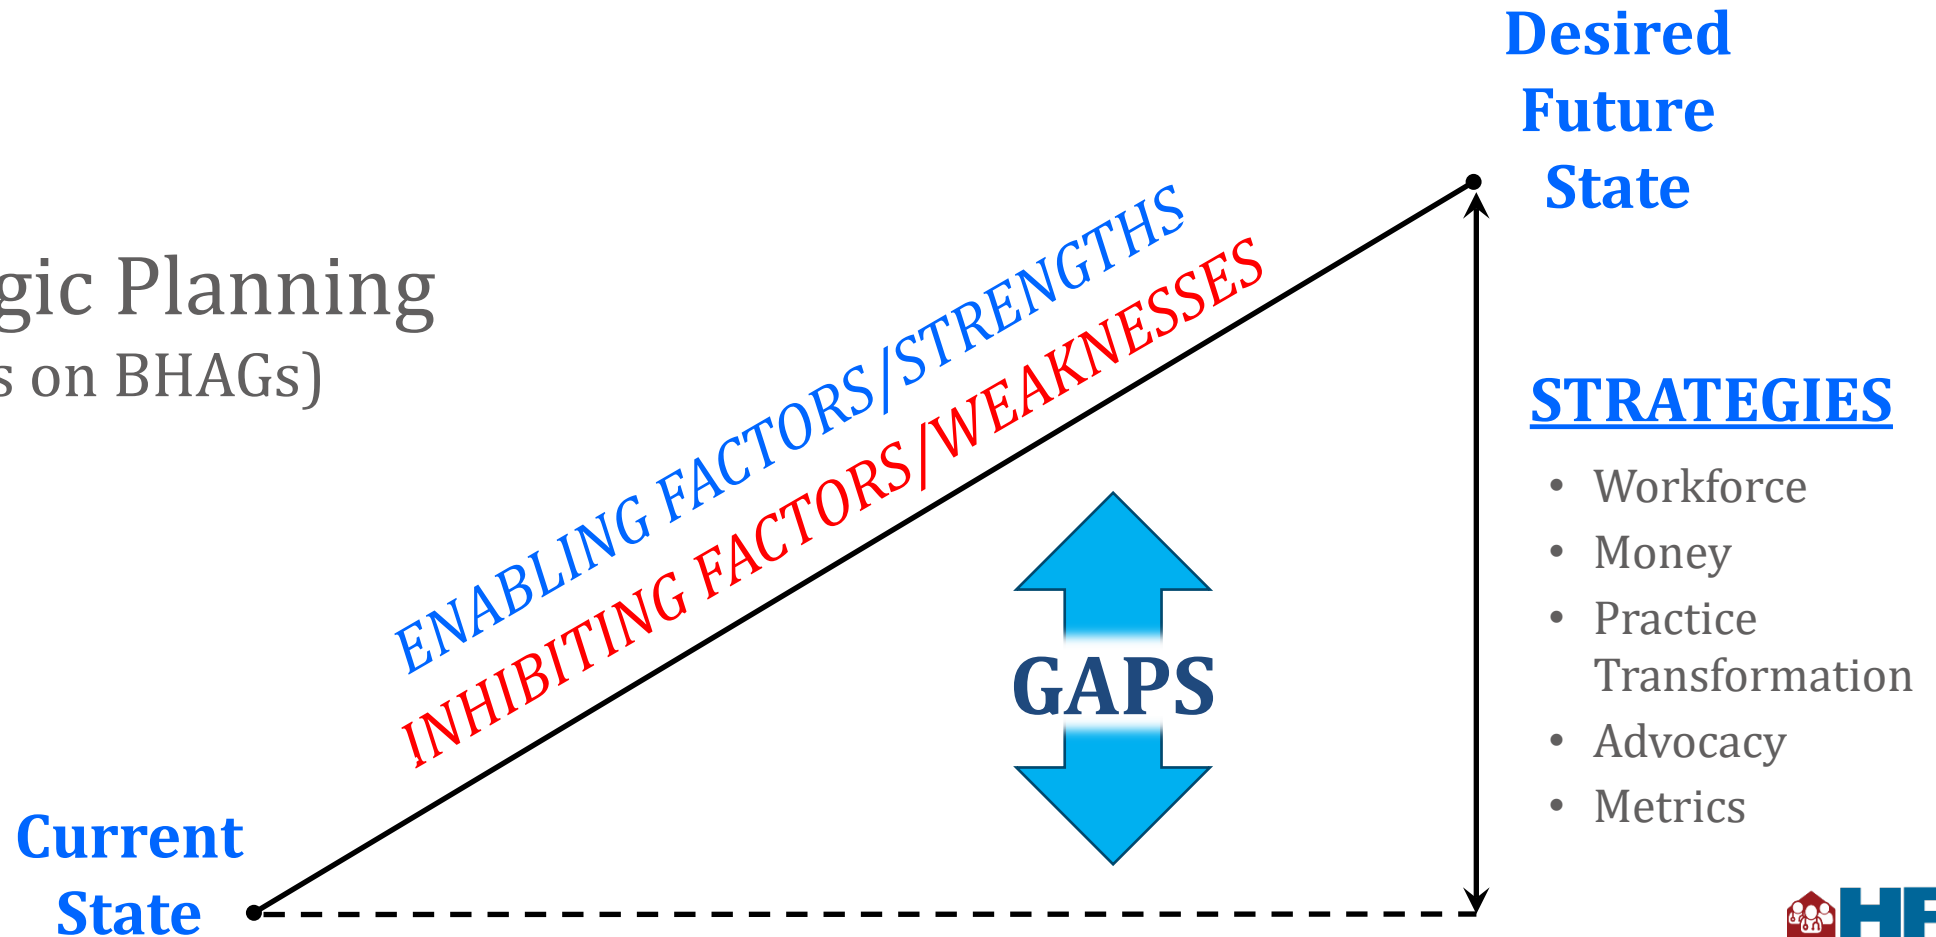 Desired
Future
State
gic Planning
s on BHAGs)
ENABLING FACTORS/STRENGTHS
INHIBITING FACTORS/WEAKNESSES
STRATEGIES
• Workforce
• Money
• Practice
Transformation
• Advocacy
• Metrics
GAPS
Current
State
HF